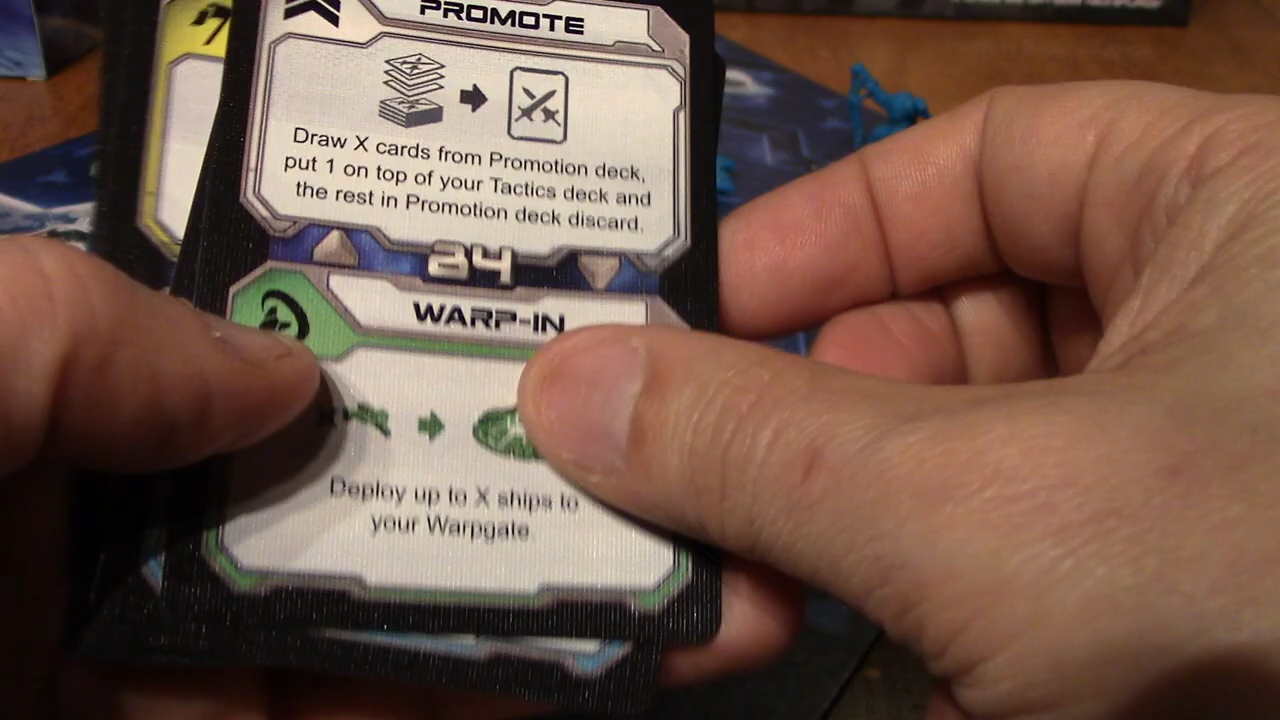 7
PROMOTE
Draw X cards from Promotion deck,
put 1 on top of your Tactics deck and
the rest in Promotion deck discard.
24
WARP-IN
Deploy up to X ships to
your Warpgate.